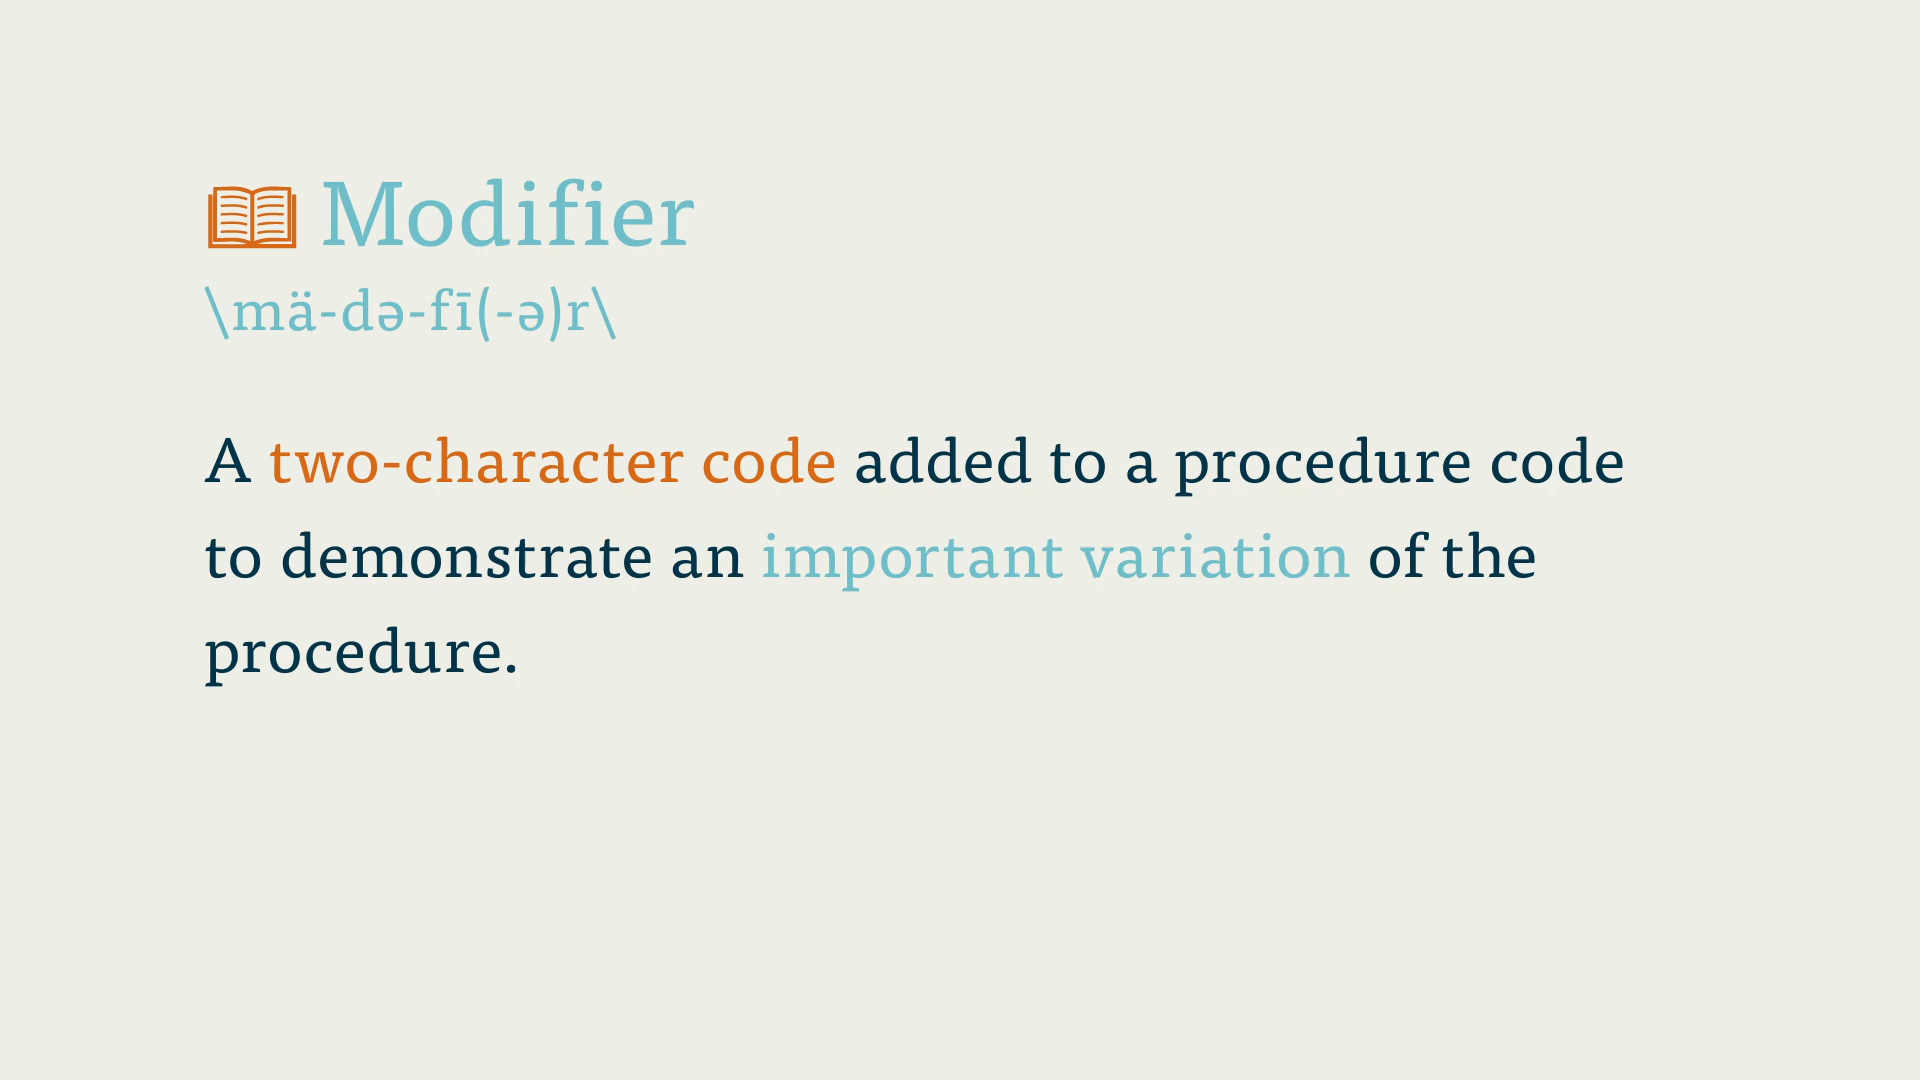 Modifier
\mä-də-fī(-ə)r\
A two-character code added to a procedure code
to demonstrate an important variation of the
procedure.